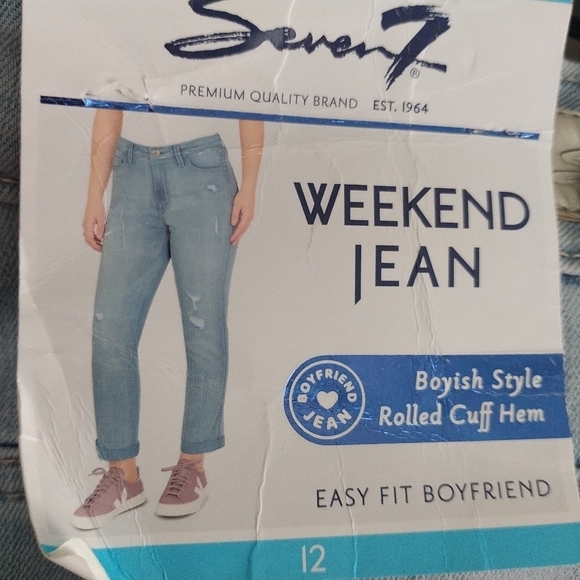 Seven7®
PREMIUM QUALITY BRAND EST. 1964
WEEKEND
JEAN
BOYFRIEND
JEAN
Boyish Style
Rolled Cuff Hem
EASY FIT BOYFRIEND
12